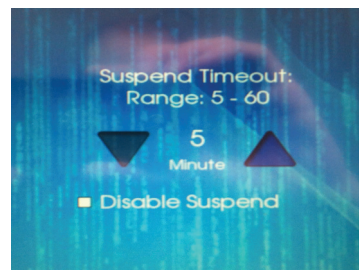 Suspend Timeout:
Range: 5 - 60
5
Minute
Disable Suspend